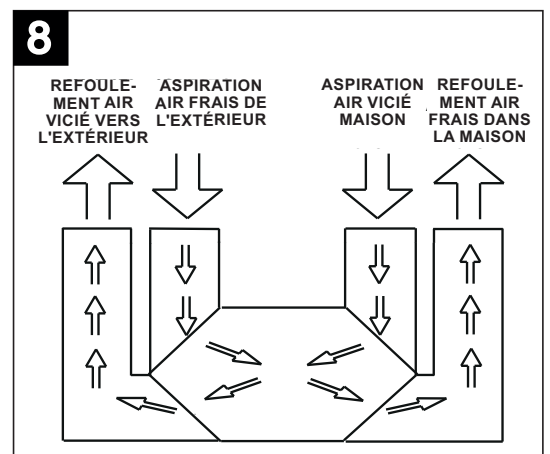 8
REFOULE-
MENT AIR
VICIÉ VERS
L'EXTÉRIEUR
ASPIRATION
AIR FRAIS DE
L'EXTÉRIEUR
ASPIRATION
AIR VICIÉ
MAISON
REFOULE-
MENT AIR
FRAIS DANS
LA MAISON